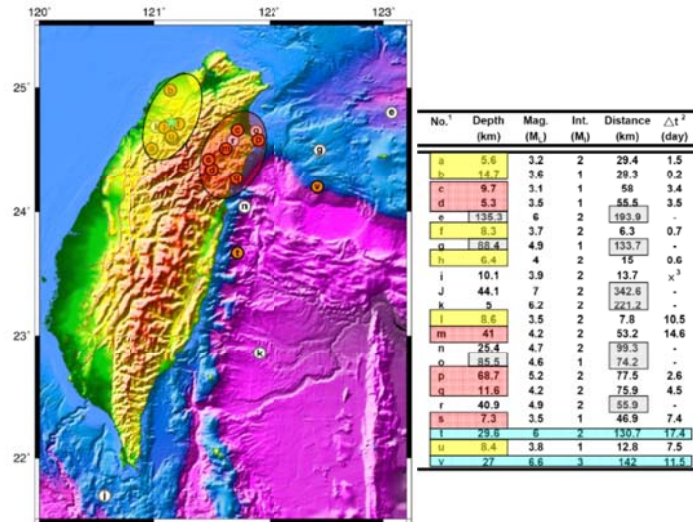 120° 121° 122° 123°
25°
24°
23°
22°
b
e
g
v
n
t
k
j
No.¹ Depth (km) Mag. (ML) Int. (MI) Distance (km) △t² (day)
a 5.6 3.2 2 29.4 1.5
b 14.7 3.6 1 28.3 0.2
c 9.7 3.1 1 58 3.4
d 5.3 3.5 1 55.5 3.5
e 135.3 6 2 193.9 -
f 8.3 3.7 2 6.3 0.7
g 88.4 4.9 1 133.7 -
h 6.4 4 2 15 0.6
i 10.1 3.9 2 13.7 ×³
J 44.1 7 2 342.6 -
k 5 6.2 2 221.2 -
l 8.6 3.5 2 7.8 10.5
m 41 4.2 2 53.2 14.6
n 25.4 4.7 2 99.3 -
o 85.5 4.6 1 74.2 -
p 68.7 5.2 2 77.5 2.6
q 11.6 4.2 2 75.9 4.5
r 40.9 4.9 2 55.9 -
s 7.3 3.5 1 46.9 7.4
t 29.6 6 2 130.7 17.4
u 8.4 3.8 1 12.8 7.5
v 27 6.6 3 142 11.5